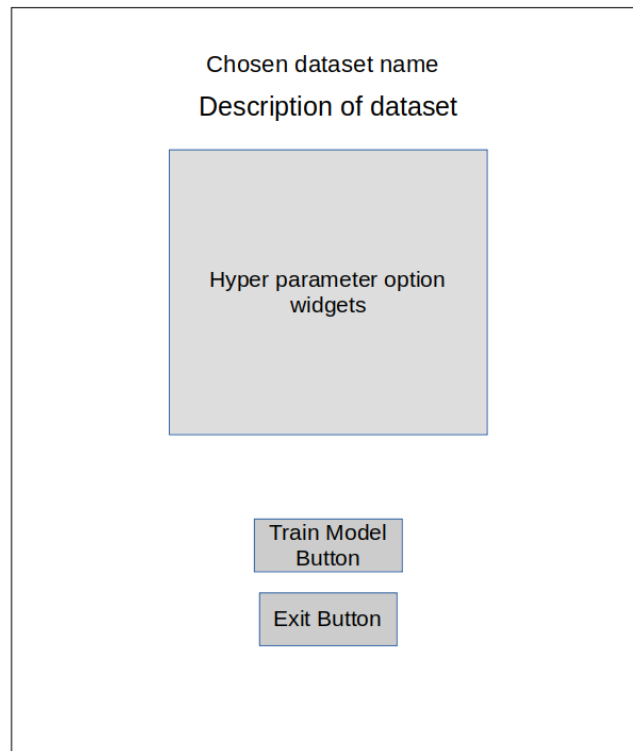 Chosen dataset name
Description of dataset
Hyper parameter option
widgets
Train Model
Button
Exit Button